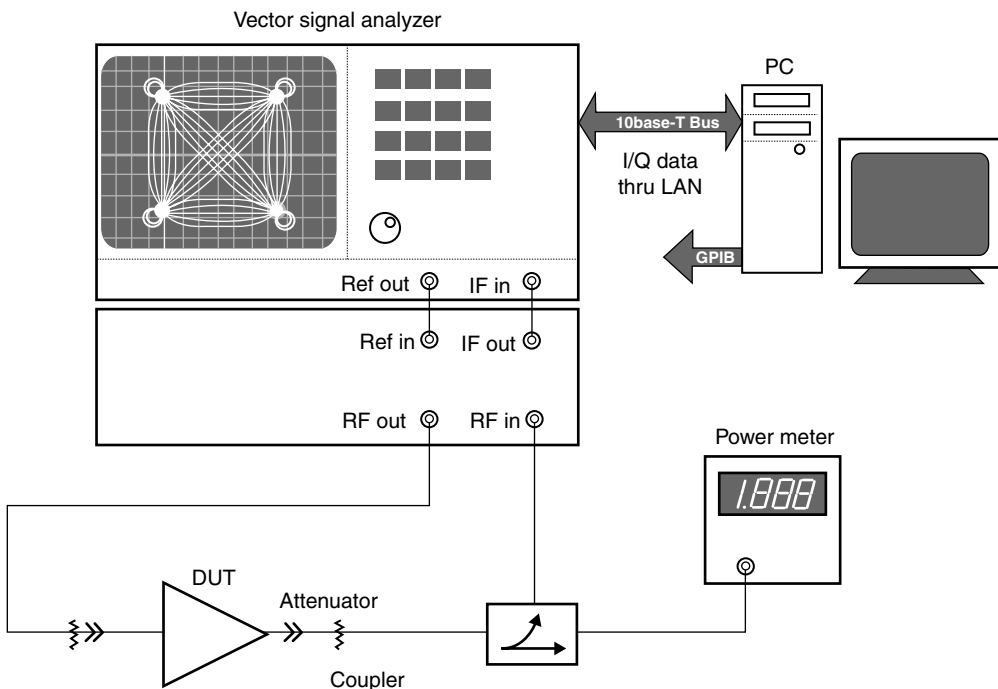 Vector signal analyzer
PC
10base-T Bus
I/Q data
thru LAN
GPIB
Ref out
IF in
Ref in
IF out
RF out
RF in
Power meter
1.888
DUT
Attenuator
Coupler